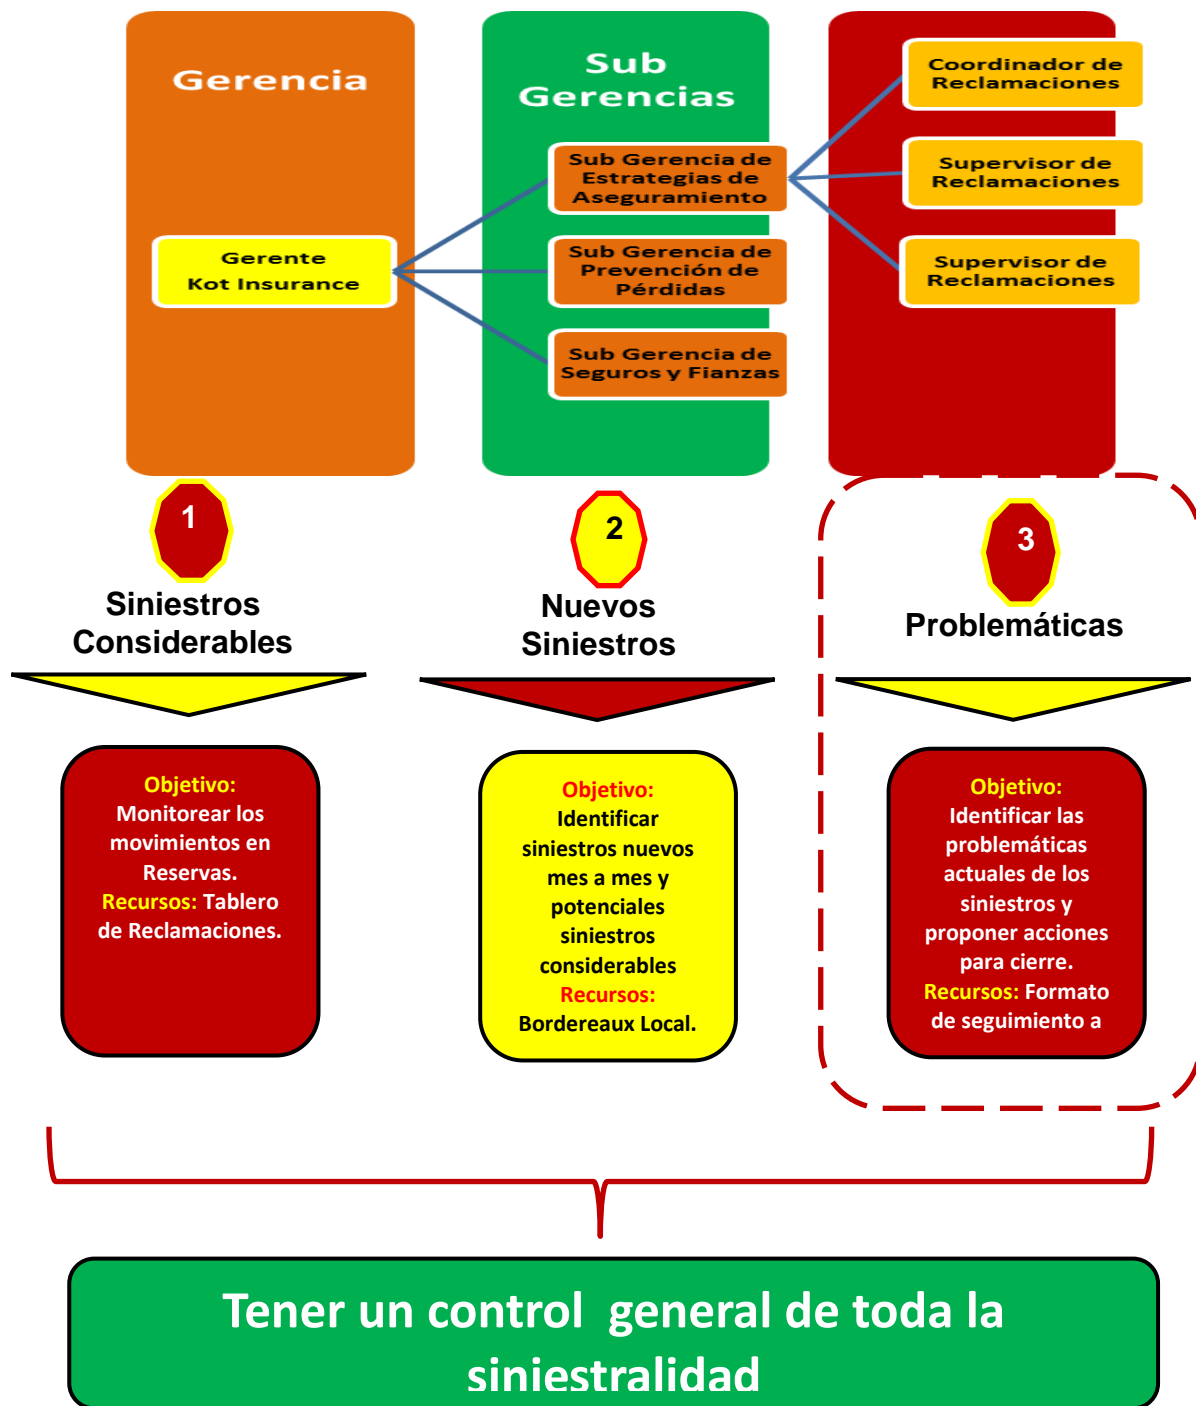 Gerencia
Gerente
Kot Insurance
Sub
Gerencias
Sub Gerencia de
Estrategias de
Aseguramiento
Sub Gerencia de
Prevención de
Pérdidas
Sub Gerencia de
Seguros y Fianzas
Coordinador de
Reclamaciones
Supervisor de
Reclamaciones
Supervisor de
Reclamaciones
1
Siniestros
Considerables
Objetivo:
Monitorear los
movimientos en
Reservas.
Recursos: Tablero
de Reclamaciones.
2
Nuevos
Siniestros
Objetivo:
Identificar
siniestros nuevos
mes a mes y
potenciales
siniestros
considerables
Recursos:
Bordereaux Local.
3
Problemáticas
Objetivo:
Identificar las
problemáticas
actuales de los
siniestros y
proponer acciones
para cierre.
Recursos: Formato
de seguimiento a
Tener un control  general de toda la
siniestralidad